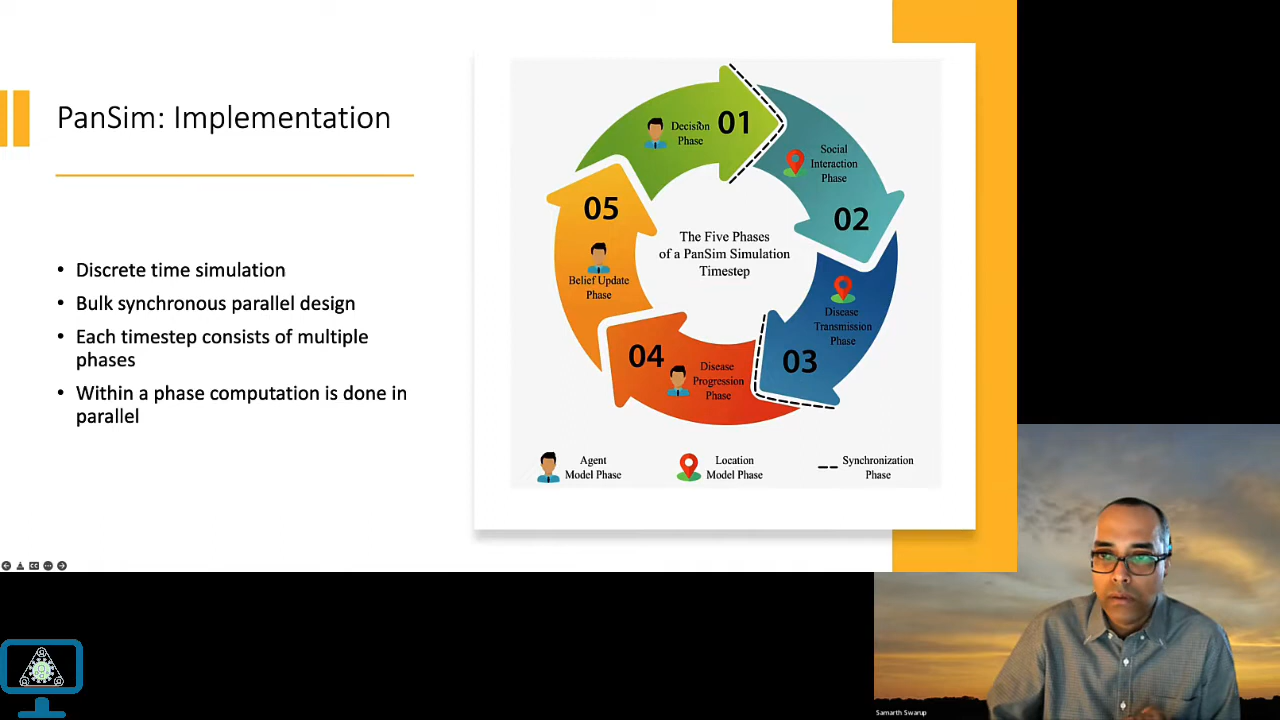 PanSim: Implementation
• Discrete time simulation
• Bulk synchronous parallel design
• Each timestep consists of multiple
phases
• Within a phase computation is done in
parallel
01
Decision
Phase
Social
Interaction
Phase
02
Disease
Transmission
Phase
03
04
Disease
Progression
Phase
05
Belief Update
Phase
The Five Phases
of a PanSim Simulation
Timestep
Agent
Model Phase
Location
Model Phase
Synchronization
Phase
Samarth Swarup